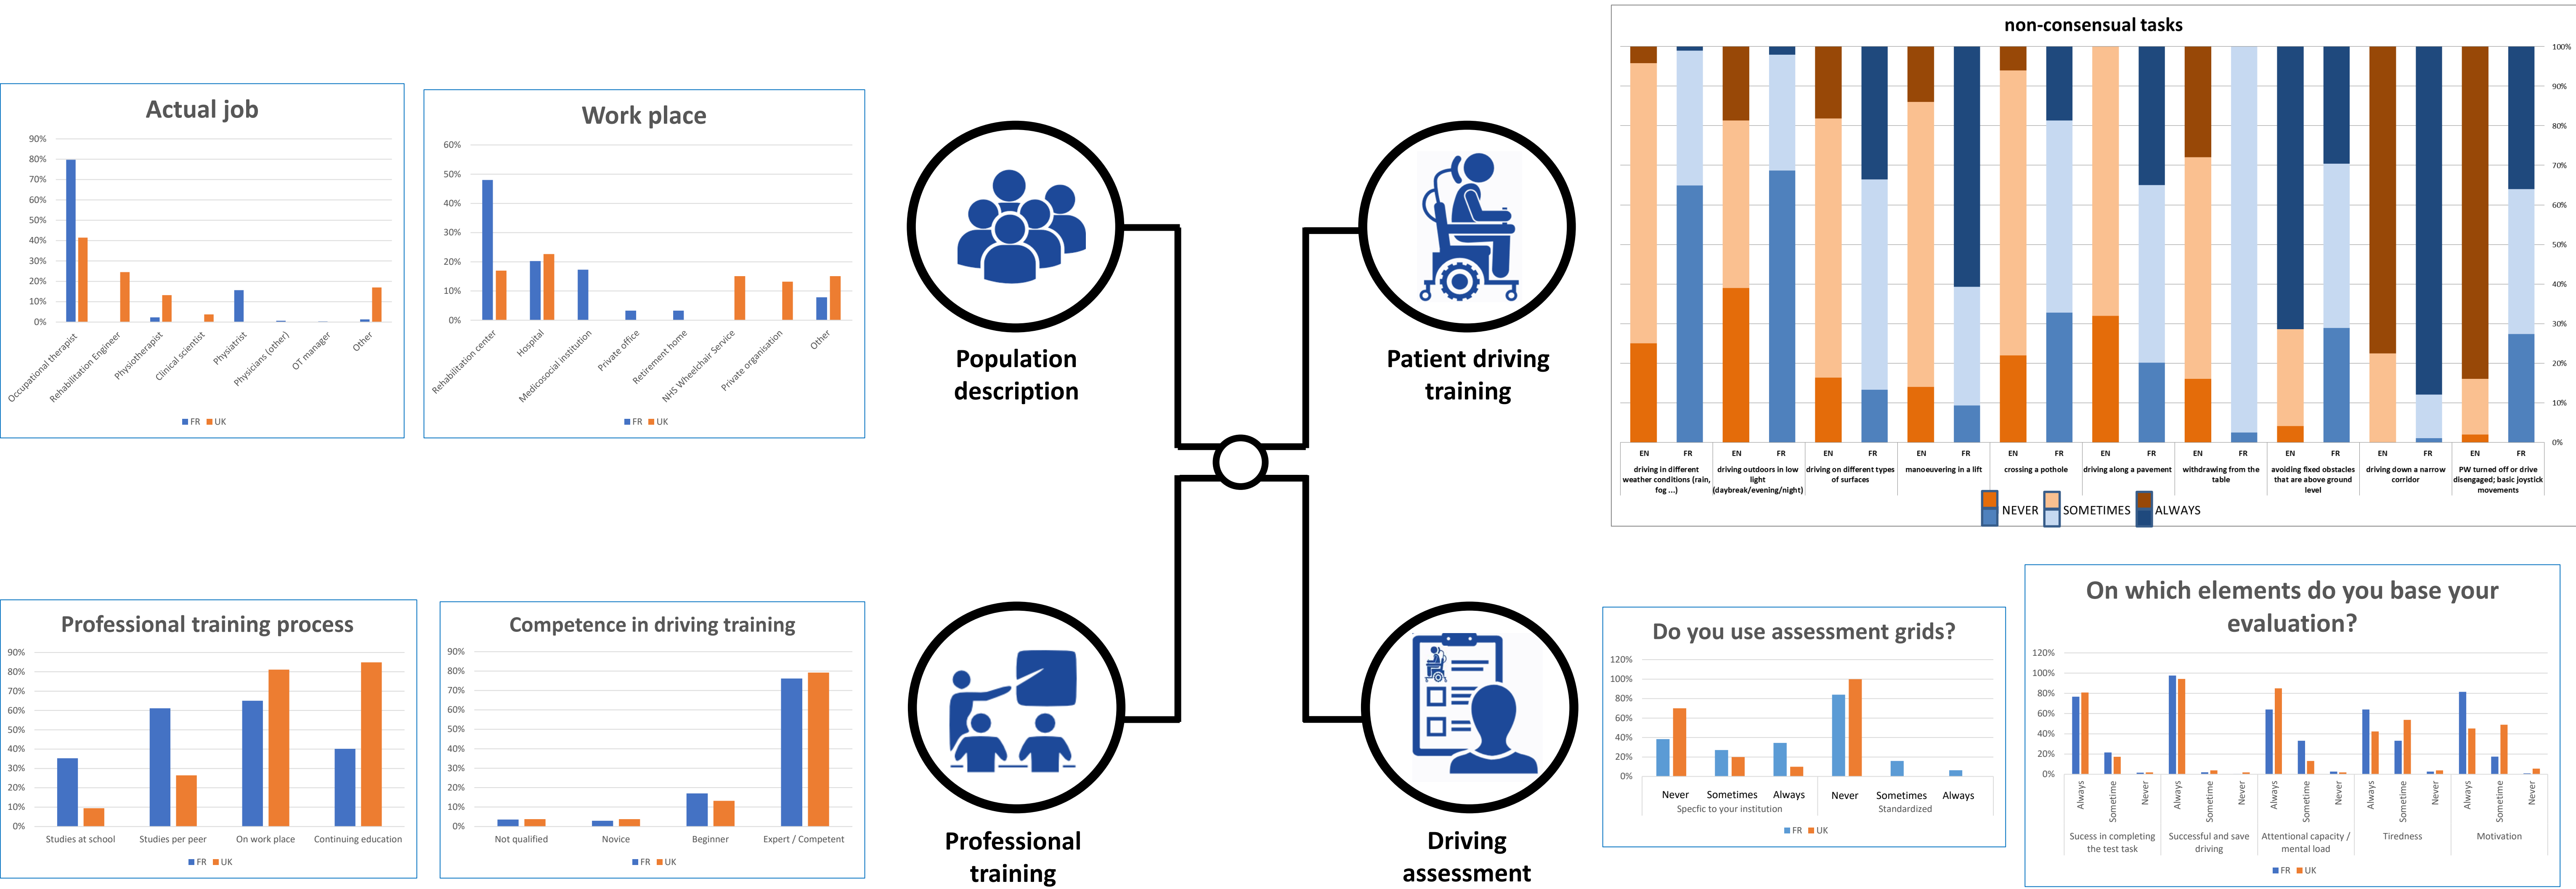 Actual job
90%
80%
70%
60%
50%
40%
30%
20%
10%
0%
Occupational therapist
Rehabilitation Engineer
Physiotherapist
Clinical scientist
Physiatrist
Physicians (other)
OT manager
Other
FR UK
Work place
60%
50%
40%
30%
20%
10%
0%
Rehabilitation center
Hospital
Medicosocial institution
Private office
Retirement home
NHS Wheelchair Service
Private organisation
Other
FR UK
Population
description
Patient driving
training
non-consensual tasks
100%
90%
80%
70%
60%
50%
40%
30%
20%
10%
0%
EN FR EN FR EN FR EN FR EN FR EN FR EN FR EN FR EN FR EN FR
driving in different
weather conditions (rain,
fog ...)
driving outdoors in low
light
(daybreak/evening/night)
driving on different types
of surfaces
manoeuvering in a lift
crossing a pothole
driving along a pavement
withdrawing from the
table
avoiding fixed obstacles
that are above ground
level
driving down a narrow
corridor
PW turned off or drive
disengaged; basic joystick
movements
NEVER SOMETIMES ALWAYS
Professional training process
90%
80%
70%
60%
50%
40%
30%
20%
10%
0%
Studies at school Studies per peer On work place Continuing education
FR UK
Competence in driving training
90%
80%
70%
60%
50%
40%
30%
20%
10%
0%
Not qualified Novice Beginner Expert / Competent
FR UK
Professional
training
Driving
assessment
Do you use assessment grids?
120%
100%
80%
60%
40%
20%
0%
Never Sometimes Always Never Sometimes Always
Specfic to your institution Standardized
FR UK
On which elements do you base your
evaluation?
120%
100%
80%
60%
40%
20%
0%
Always Sometime Never Always Sometime Never Always Sometime Never Always Sometime Never Always Sometime Never
Sucess in completing
the test task
Successful and save
driving
Attentional capacity /
mental load
Tiredness
Motivation
FR UK